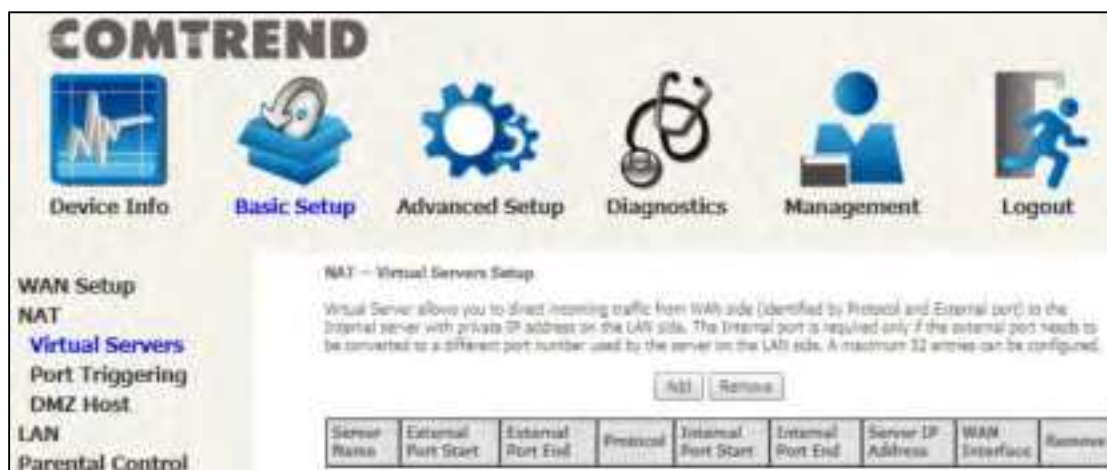 COMTREND
Device Info
Basic Setup
Advanced Setup
Diagnostics
Management
Logout
WAN Setup
NAT
Virtual Servers
Port Triggering
DMZ Host
LAN
Parental Control
NAT -- Virtual Servers Setup
Virtual Server allows you to direct incoming traffic from WAN side (identified by Protocol and External port) to the
Internal server with private IP address on the LAN side. The Internal port is required only if the external port needs to
be converted to a different port number used by the server on the LAN side. A maximum 32 entries can be configured.
Add Remove
Server Name External Port Start External Port End Protocol Internal Port Start Internal Port End Server IP Address WAN Interface Remove